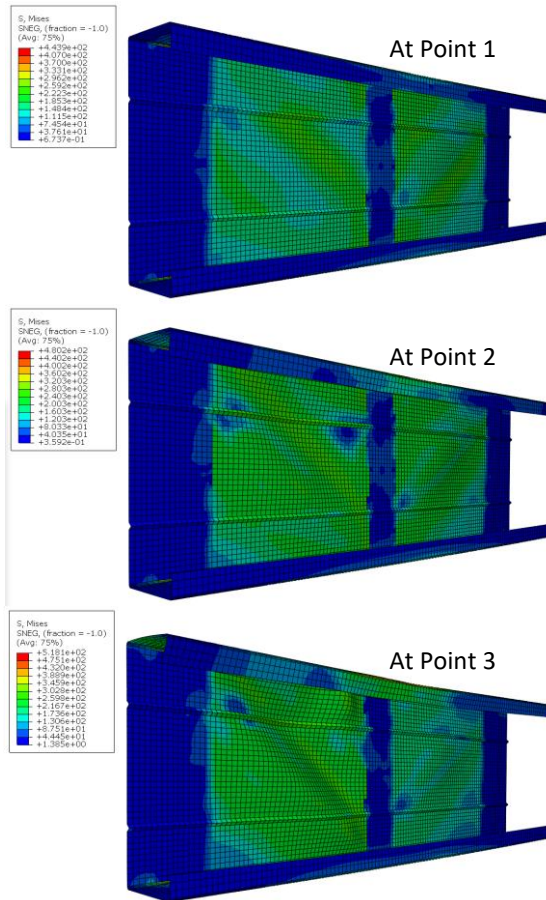 S, Mises
SNEG, (fraction = -1.0)
(Avg: 75%)
+4.439e+02
+4.070e+02
+3.700e+02
+3.331e+02
+2.962e+02
+2.592e+02
+2.223e+02
+1.853e+02
+1.484e+02
+1.115e+02
+7.454e+01
+3.761e+01
+6.737e-01
At Point 1
S, Mises
SNEG, (fraction = -1.0)
(Avg: 75%)
+4.802e+02
+4.402e+02
+4.002e+02
+3.602e+02
+3.203e+02
+2.803e+02
+2.403e+02
+2.003e+02
+1.603e+02
+1.203e+02
+8.033e+01
+4.035e+01
+3.592e-01
At Point 2
S, Mises
SNEG, (fraction = -1.0)
(Avg: 75%)
+5.181e+02
+4.751e+02
+4.320e+02
+3.889e+02
+3.459e+02
+3.028e+02
+2.598e+02
+2.167e+02
+1.736e+02
+1.306e+02
+8.751e+01
+4.445e+01
+1.385e+00
At Point 3